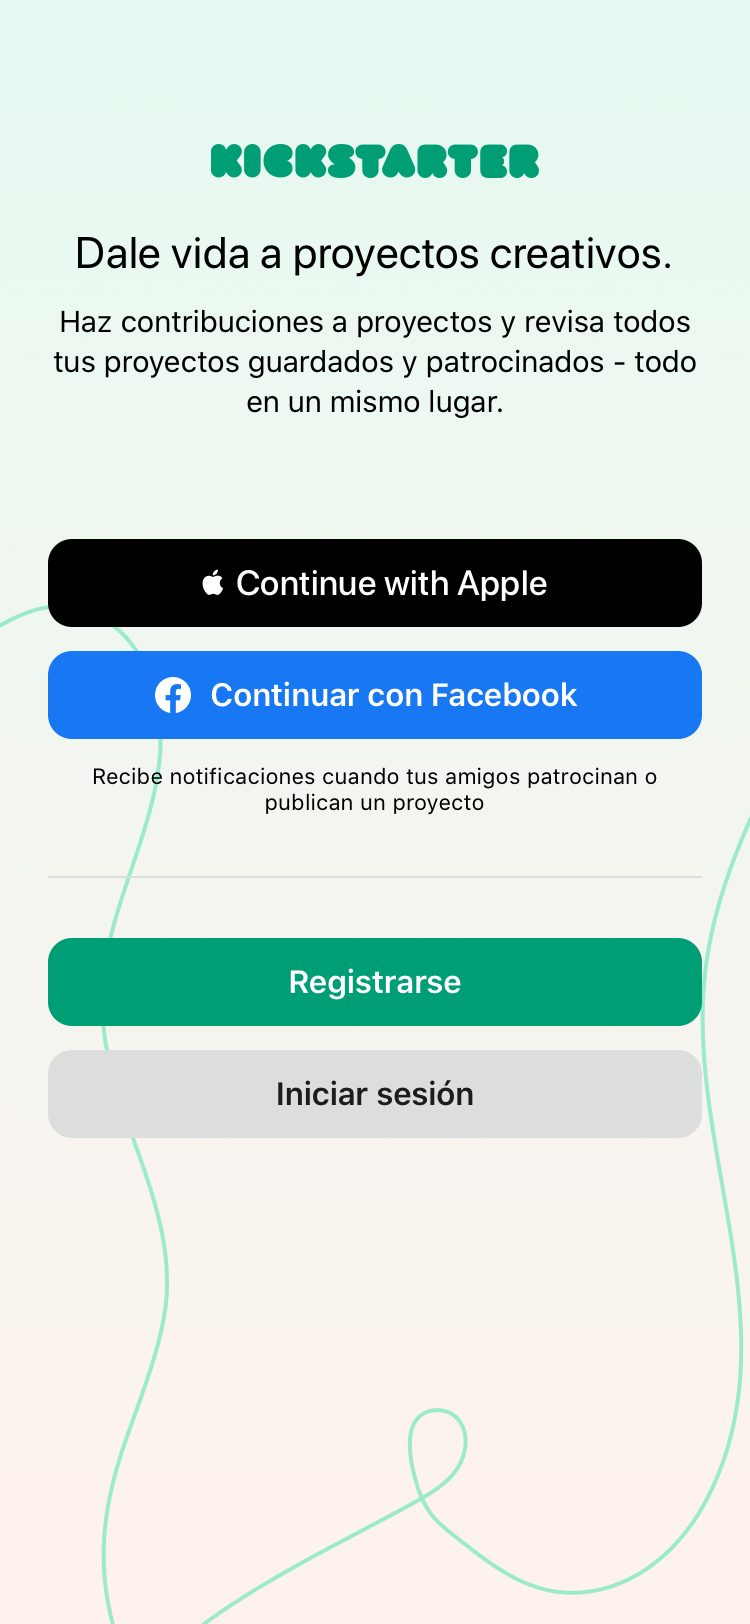 KICKSTARTER
Dale vida a proyectos creativos.
Haz contribuciones a proyectos y revisa todos
tus proyectos guardados y patrocinados - todo
en un mismo lugar.
Continue with Apple
Continuar con Facebook
Recibe notificaciones cuando tus amigos patrocinan o
publican un proyecto
Registrarse
Iniciar sesión